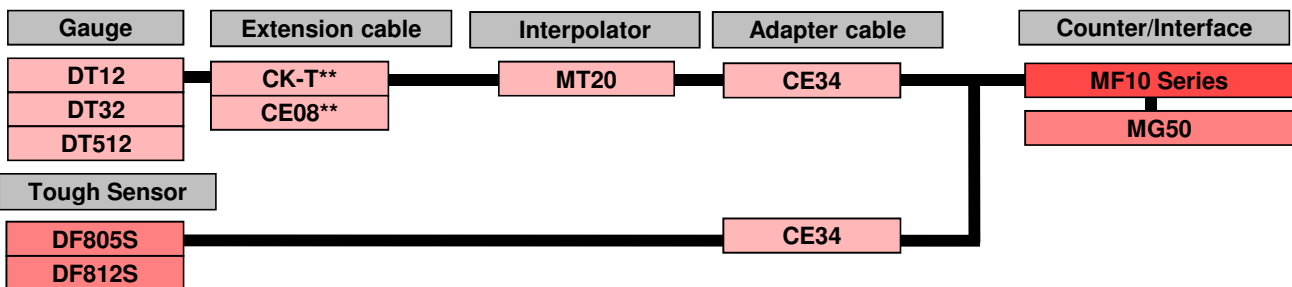 Gauge
Extension cable
Interpolator
Adapter cable
Counter/Interface
DT12
CK-T**
MT20
CE34
MF10 Series
DT32
CE08**
MG50
DT512
Tough Sensor
DF805S
CE34
DF812S